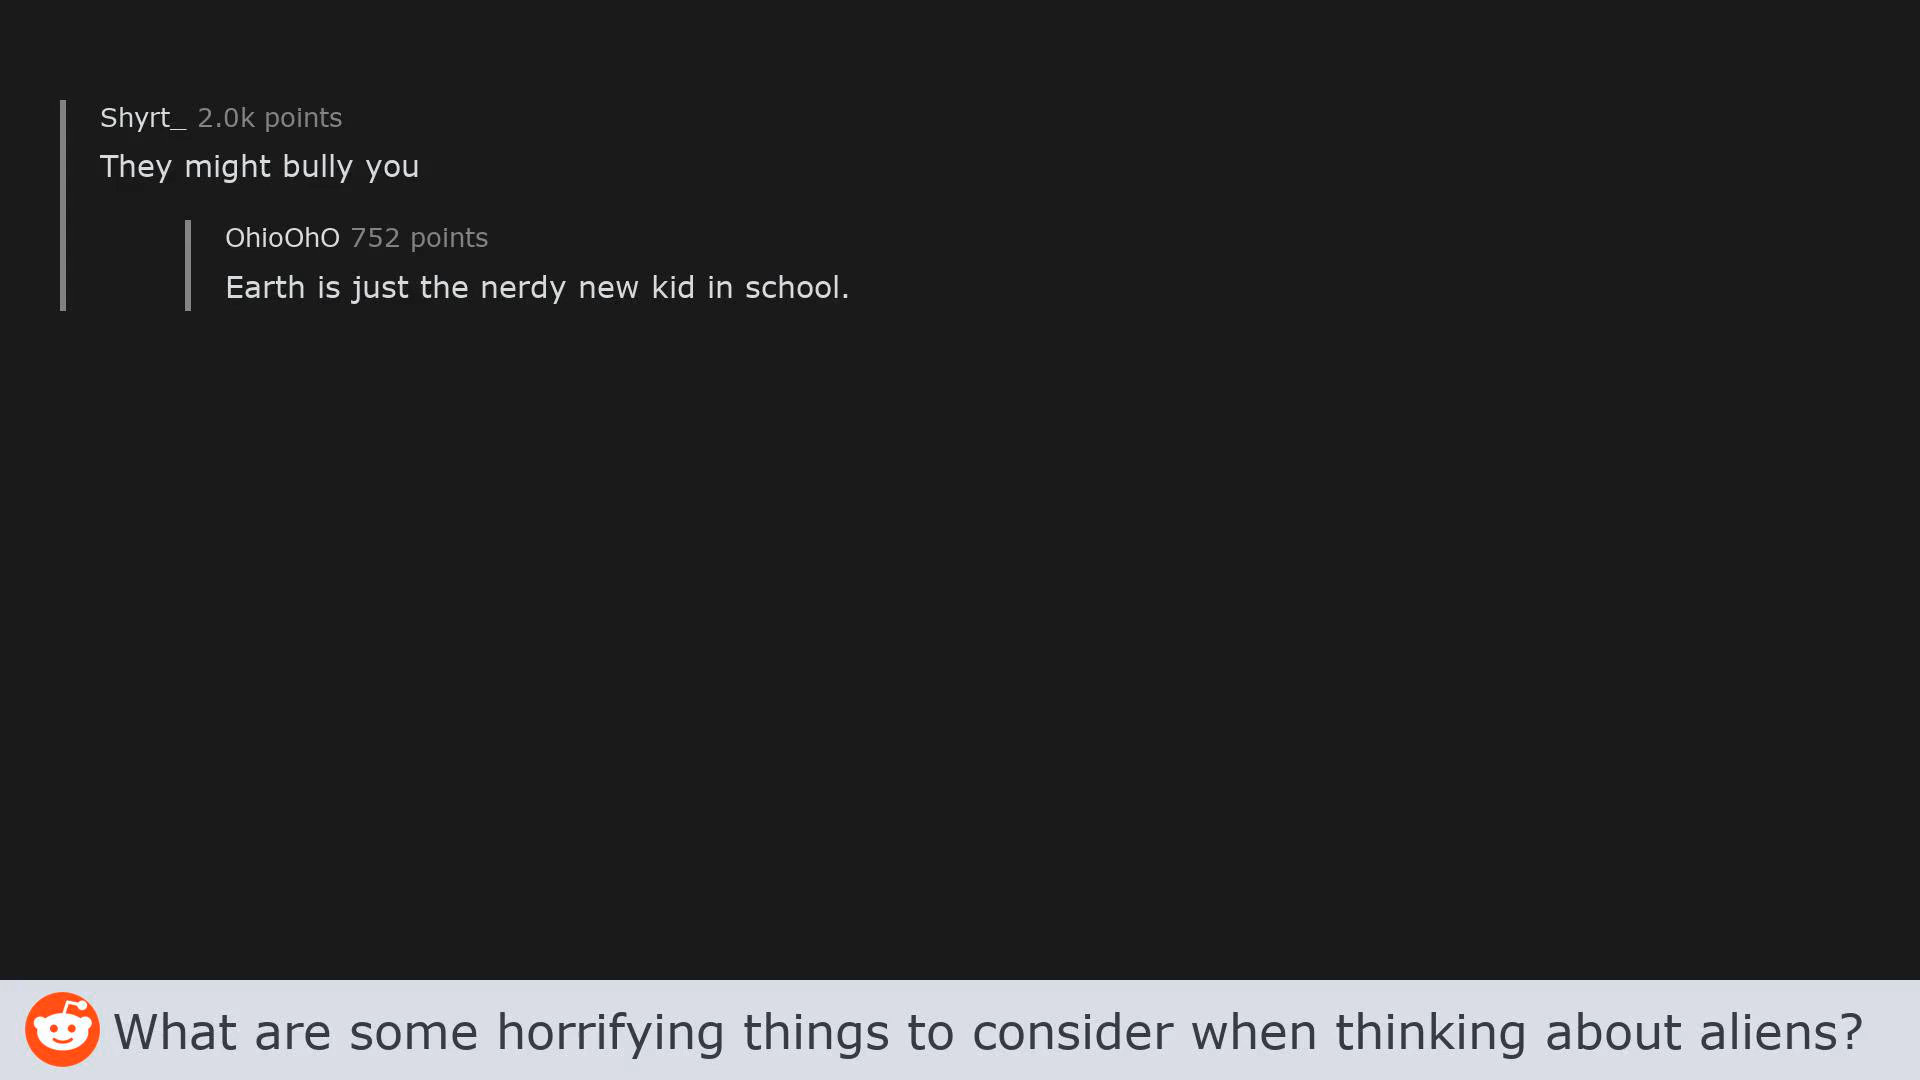 Shyrt_ 2.0k points
They might bully you
OhioOhO 752 points
Earth is just the nerdy new kid in school.
What are some horrifying things to consider when thinking about aliens?